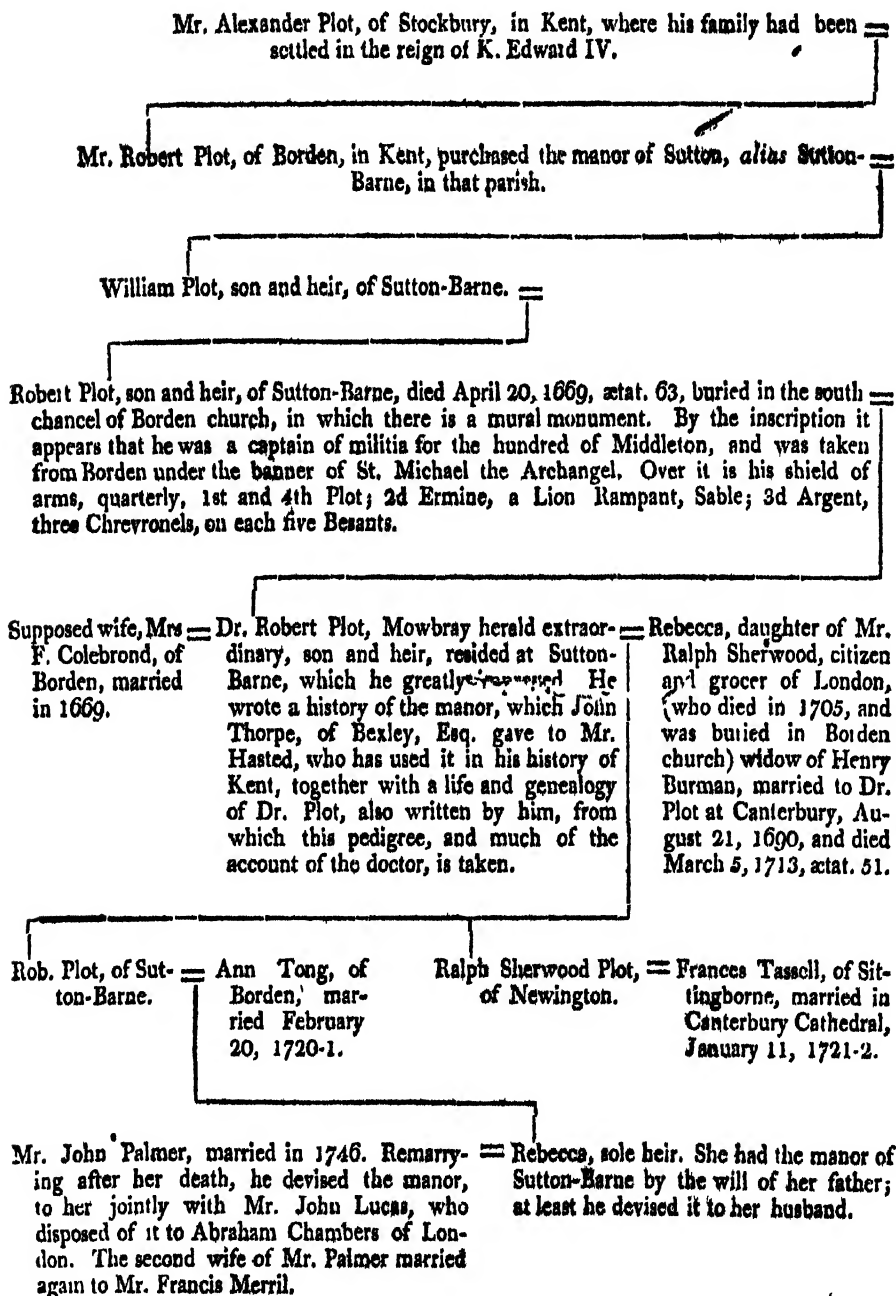 Mr. Alexander Plot, of Stockbury, in Kent, where his family had been =
settled in the reign of K. Edward IV.
Mr. Robert Plot, of Borden, in Kent, purchased the manor of Sutton, alias Sutton- =
Barne, in that parish.
William Plot, son and heir, of Sutton-Barne. =
Robert Plot, son and heir, of Sutton-Barne, died April 20, 1669, ætat. 63, buried in the south =
chancel of Borden church, in which there is a mural monument. By the inscription it
appears that he was a captain of militia for the hundred of Middleton, and was taken
from Borden under the banner of St. Michael the Archangel. Over it is his shield of
arms, quarterly, 1st and 4th Plot; 2d Ermine, a Lion Rampant, Sable; 3d Argent,
three Chrevronels, on each five Besants.
Supposed wife, Mrs =
F. Colebrond, of
Borden, married
in 1669.
Dr. Robert Plot, Mowbray herald extraor- =
dinary, son and heir, resided at Sutton-
Barne, which he greatly He
wrote a history of the manor, which John
Thorpe, of Bexley, Esq. gave to Mr.
Hasted, who has used it in his history of
Kent, together with a life and genealogy
of Dr. Plot, also written by him, from
which this pedigree, and much of the
account of the doctor, is taken.
Rebecca, daughter of Mr.
Ralph Sherwood, citizen
and grocer of London,
(who died in 1705, and
was buried in Borden
church) widow of Henry
Burman, married to Dr.
Plot at Canterbury, Au-
gust 21, 1690, and died
March 5, 1713, ætat. 51.
Rob. Plot, of Sut- =
ton-Barne.
Ann Tong, of
Borden, mar-
ried February
20, 1720-1.
Ralph Sherwood Plot, =
of Newington.
Frances Tassell, of Sit-
tingborne, married in
Canterbury Cathedral,
January 11, 1721-2.
Mr. John Palmer, married in 1746. Remarry- =
ing after her death, he devised the manor,
to her jointly with Mr. John Lucas, who
disposed of it to Abraham Chambers of Lon-
don. The second wife of Mr. Palmer married
again to Mr. Francis Merril.
Rebecca, sole heir. She had the manor of
Sutton-Barne by the will of her father;
at least he devised it to her husband.